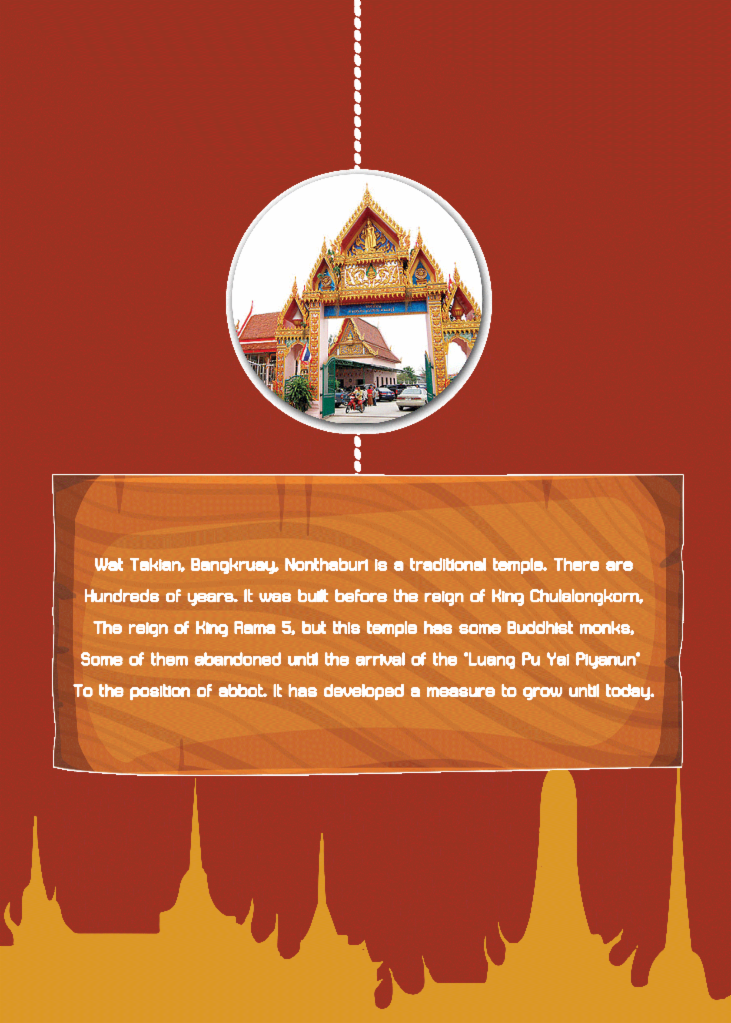 Wat Takian, Bangkruay, Nonthaburi is a traditional temple. There are
Hundreds of years. It was built before the reign of King Chulalongkorn,
The reign of King Rama 5, but this temple has some Buddhist monks,
Some of them abandoned until the arrival of the "Luang Pu Yai Piyanun"
To the position of abbot. It has developed a measure to grow until today.